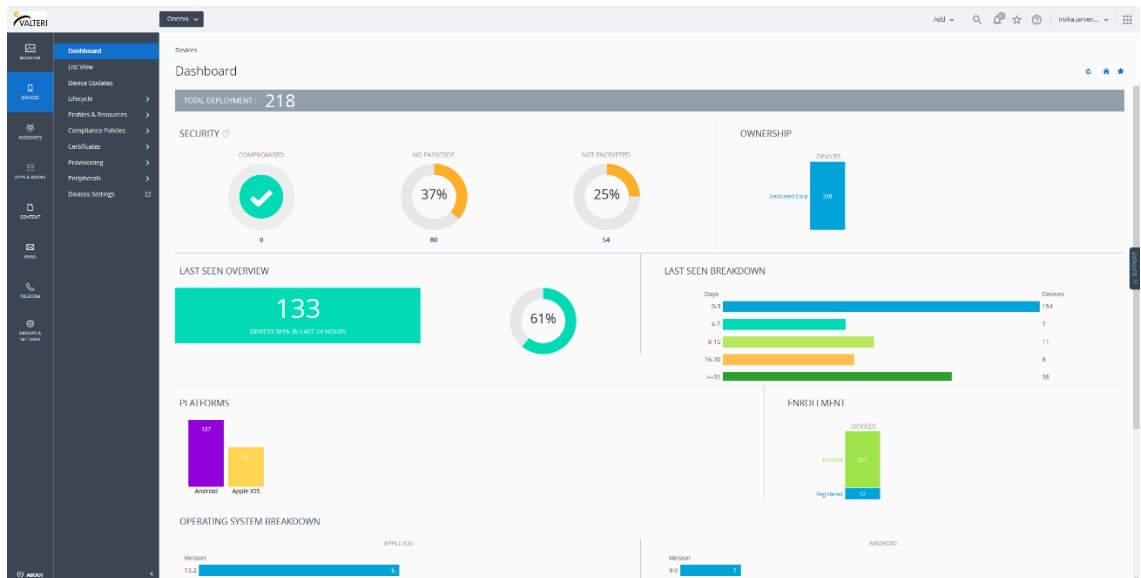 VALTERI
Onerva
Add
miika.jarven...
MONITOR
DEVICES
ACCOUNTS
APPS & BOOKS
CONTENT
EMAIL
TELECOM
GROUPS & SETTINGS
ABOUT
Dashboard
List View
Device Updates
Lifecycle
Profiles & Resources
Compliance Policies
Certificates
Provisioning
Peripherals
Devices Settings
Devices
Dashboard
TOTAL DEPLOYMENT : 218
SECURITY
COMPROMISED
0
NO PASSCODE
37%
80
NOT ENCRYPTED
25%
54
OWNERSHIP
DEVICES
Dedicated Corp 218
LAST SEEN OVERVIEW
133
DEVICES SEEN IN LAST 24 HOURS
61%
LAST SEEN BREAKDOWN
Days Devices
0-3 154
4-7 7
8-15 11
16-30 8
>=31 38
PLATFORMS
137
Android Apple iOS
ENROLLMENT
DEVICES
Enrolled 217
Registered 12
OPERATING SYSTEM BREAKDOWN
APPLE IOS
Version
6
ANDROID
Version
9.0 1